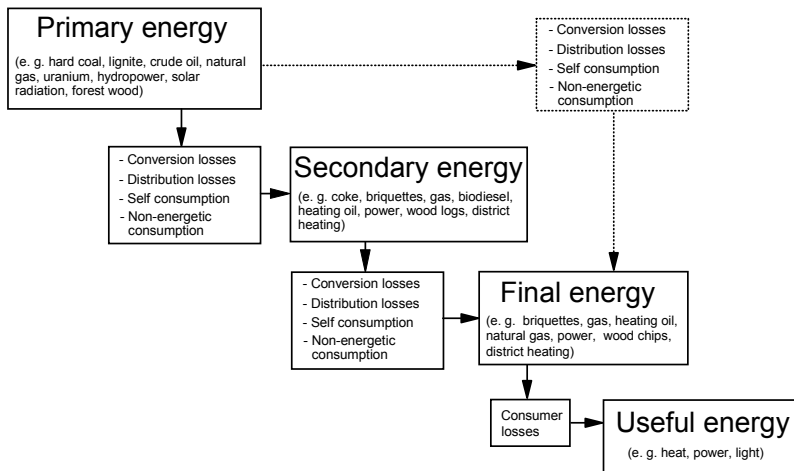 Primary energy
(e. g. hard coal, lignite, crude oil, natural
gas, uranium, hydropower, solar
radiation, forest wood)
- Conversion losses
- Distribution losses
- Self consumption
- Non-energetic
consumption
- Conversion losses
- Distribution losses
- Self consumption
- Non-energetic
consumption
Secondary energy
(e. g. coke, briquettes, gas, biodiesel,
heating oil, power, wood logs, district
heating)
- Conversion losses
- Distribution losses
- Self consumption
- Non-energetic
consumption
Final energy
(e. g. briquettes, gas, heating oil,
natural gas, power, wood chips,
district heating)
Consumer
losses
Useful energy
(e. g. heat, power, light)